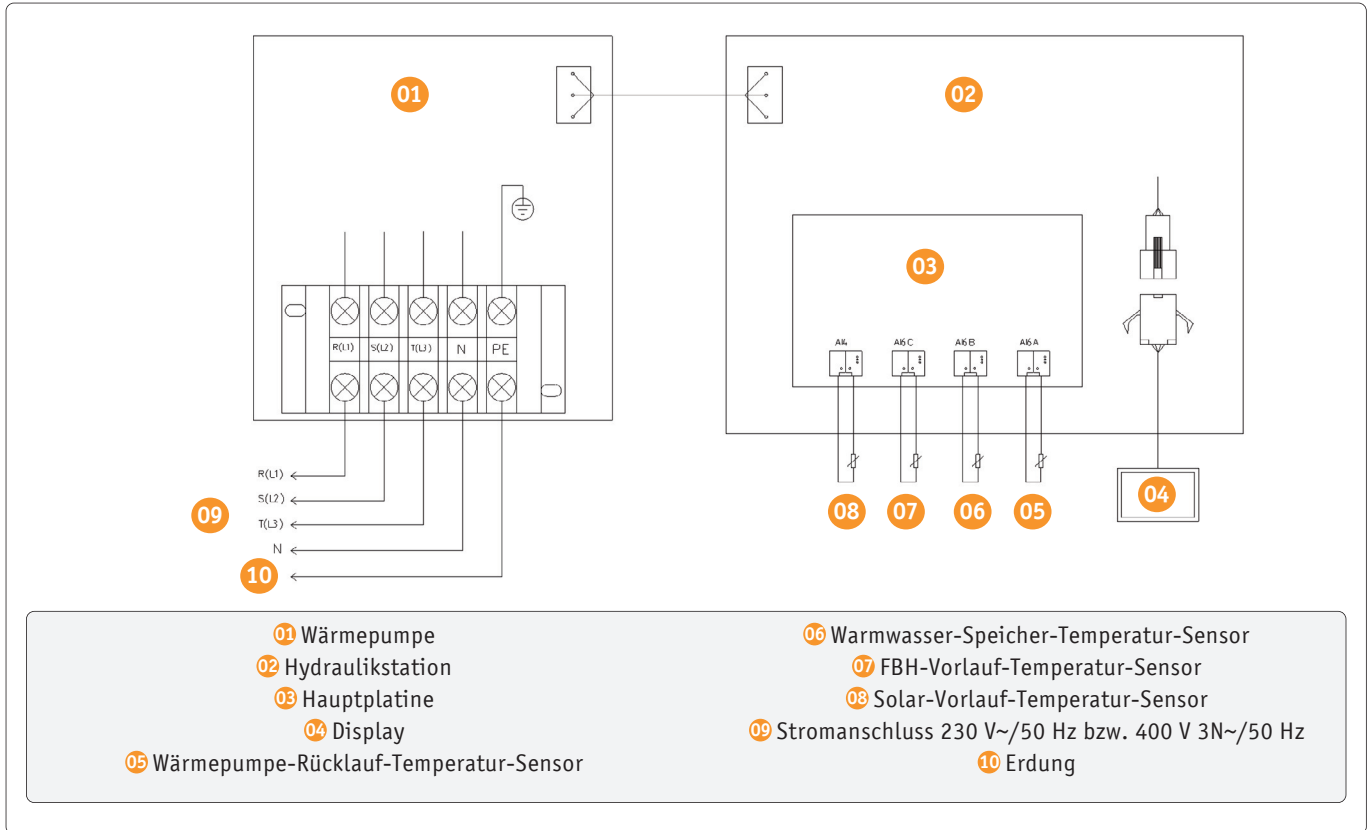 01
02
03
AI4
AI6C
AI6B
AI6A
R(L1) S(L2) T(L3) N PE
R(L1)
S(L2)
T(L3)
N
09
10
08 07 06 05
04
01 Wärmepumpe
02 Hydraulikstation
03 Hauptplatine
04 Display
05 Wärmepumpe-Rücklauf-Temperatur-Sensor
06 Warmwasser-Speicher-Temperatur-Sensor
07 FBH-Vorlauf-Temperatur-Sensor
08 Solar-Vorlauf-Temperatur-Sensor
09 Stromanschluss 230 V~/50 Hz bzw. 400 V 3N~/50 Hz
10 Erdung